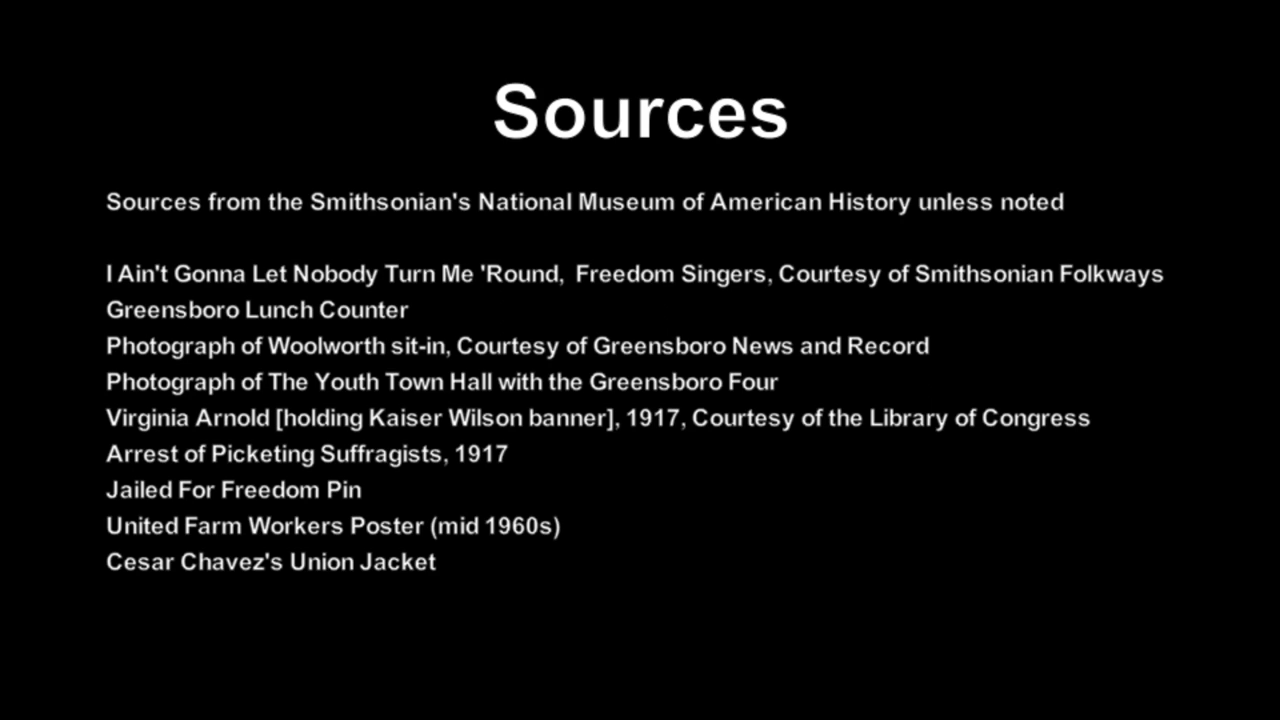 Sources
Sources from the Smithsonian's National Museum of American History unless noted
I Ain't Gonna Let Nobody Turn Me 'Round,  Freedom Singers, Courtesy of Smithsonian Folkways
Greensboro Lunch Counter
Photograph of Woolworth sit-in, Courtesy of Greensboro News and Record
Photograph of The Youth Town Hall with the Greensboro Four
Virginia Arnold [holding Kaiser Wilson banner], 1917, Courtesy of the Library of Congress
Arrest of Picketing Suffragists, 1917
Jailed For Freedom Pin
United Farm Workers Poster (mid 1960s)
Cesar Chavez's Union Jacket